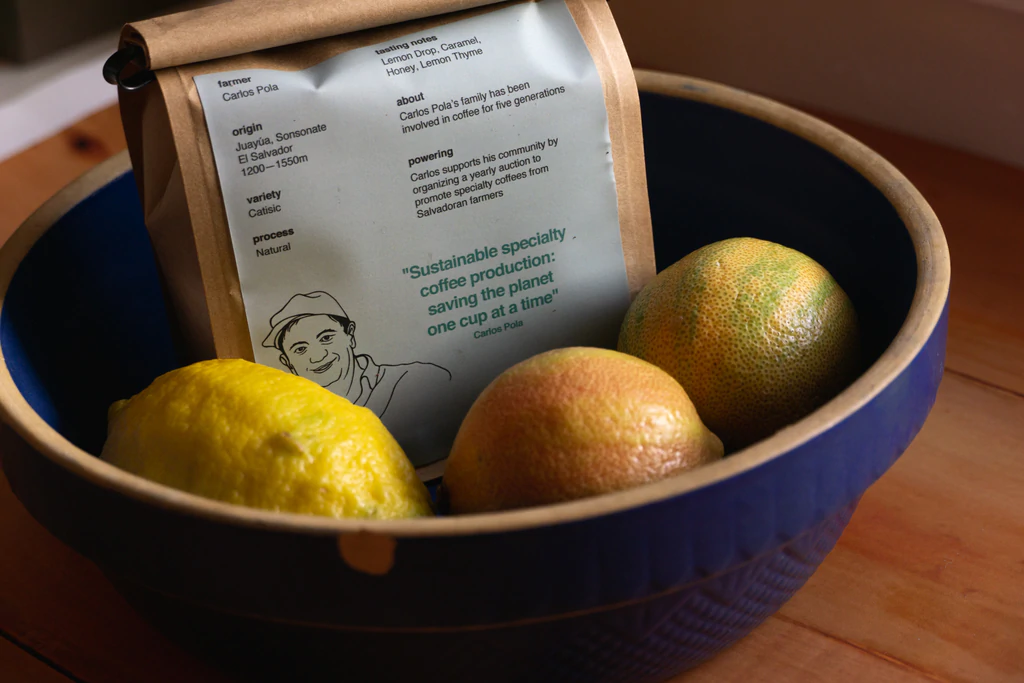 farmer
Carlos Pola
origin
Juayúa, Sonsonate
El Salvador
1200—1550m
variety
Catisic
process
Natural
tasting notes
Lemon Drop, Caramel,
Honey, Lemon Thyme
about
Carlos Pola's family has been
involved in coffee for five generations
powering
Carlos supports his community by
organizing a yearly auction to
promote specialty coffees from
Salvadoran farmers
"Sustainable specialty
coffee production:
saving the planet
one cup at a time"
Carlos Pola